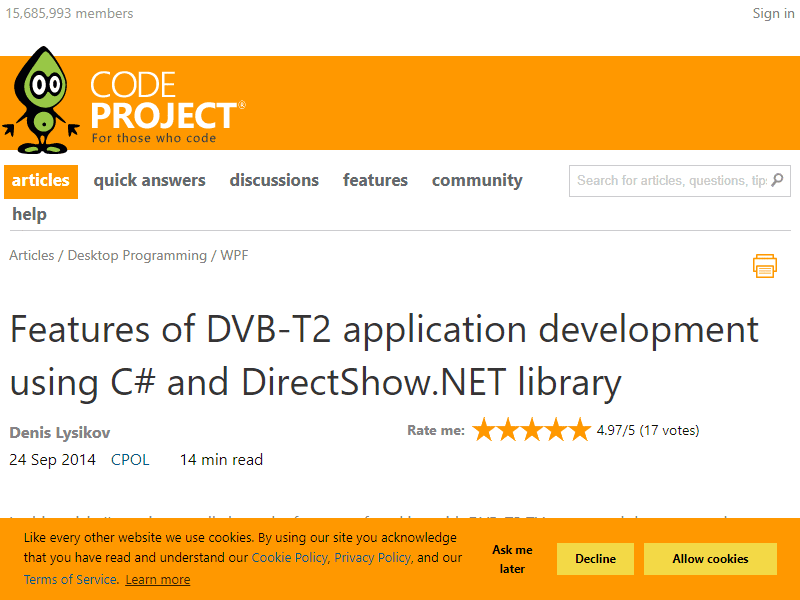 15,685,993 members
Sign in
CODE
PROJECT®
For those who code
articles quick answers discussions features community
Search for articles, questions, tips
help
Articles / Desktop Programming / WPF
Features of DVB-T2 application development
using C# and DirectShow.NET library
Denis Lysikov
Rate me: 4.97/5 (17 votes)
24 Sep 2014 CPOL 14 min read
Like every other website we use cookies. By using our site you acknowledge
that you have read and understand our Cookie Policy, Privacy Policy, and our
Terms of Service. Learn more
Ask me
later
Decline
Allow cookies